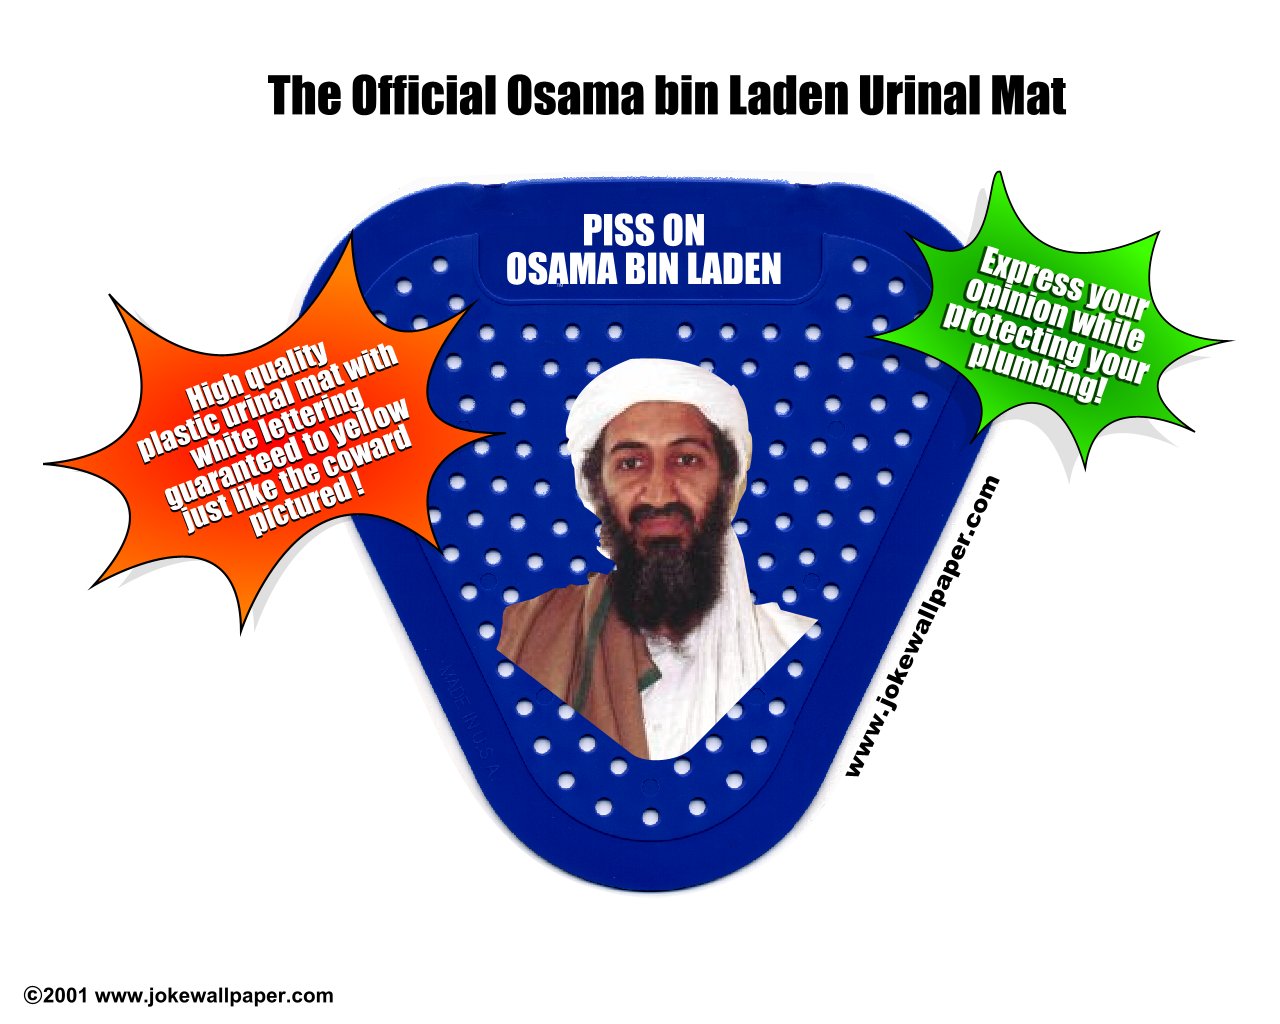 The Official Osama bin Laden Urinal Mat
PISS ON
OSAMA BIN LADEN
High quality
plastic urinal mat with
white lettering
guaranteed to yellow
just like the coward
pictured !
Express your
opinion while
protecting your
plumbing!
www.jokewallpaper.com
MADE IN U.S.A.
©2001 www.jokewallpaper.com